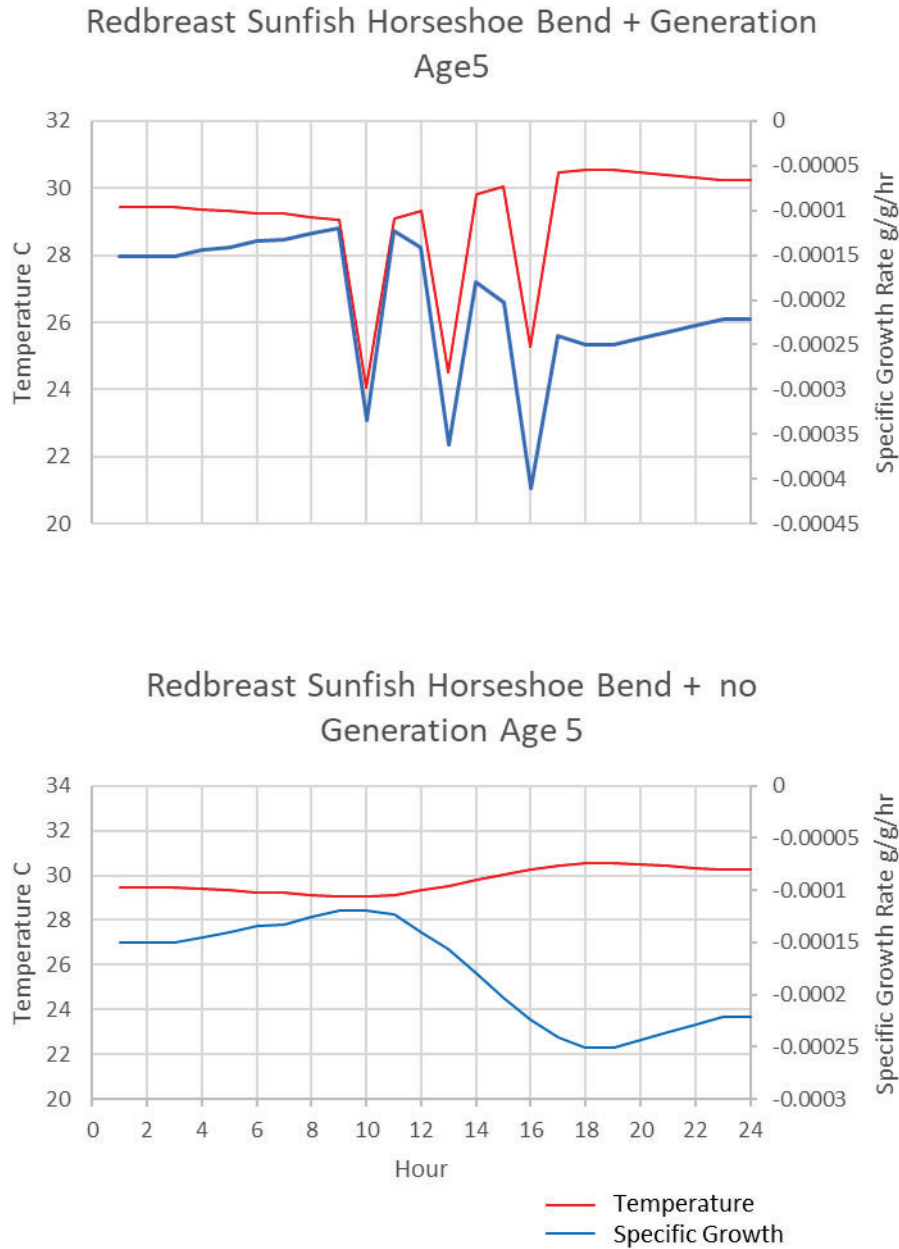 Redbreast Sunfish Horseshoe Bend + Generation
Age5
32
30
28
26
24
22
20
Temperature C
0
-0.00005
-0.0001
-0.00015
-0.0002
-0.00025
-0.0003
-0.00035
-0.0004
-0.00045
Specific Growth Rate g/g/hr
Redbreast Sunfish Horseshoe Bend + no
Generation Age 5
34
32
30
28
26
24
22
20
Temperature C
0
-0.00005
-0.0001
-0.00015
-0.0002
-0.00025
-0.0003
Specific Growth Rate g/g/hr
0 2 4 6 8 10 12 14 16 18 20 22 24
Hour
Temperature
Specific Growth